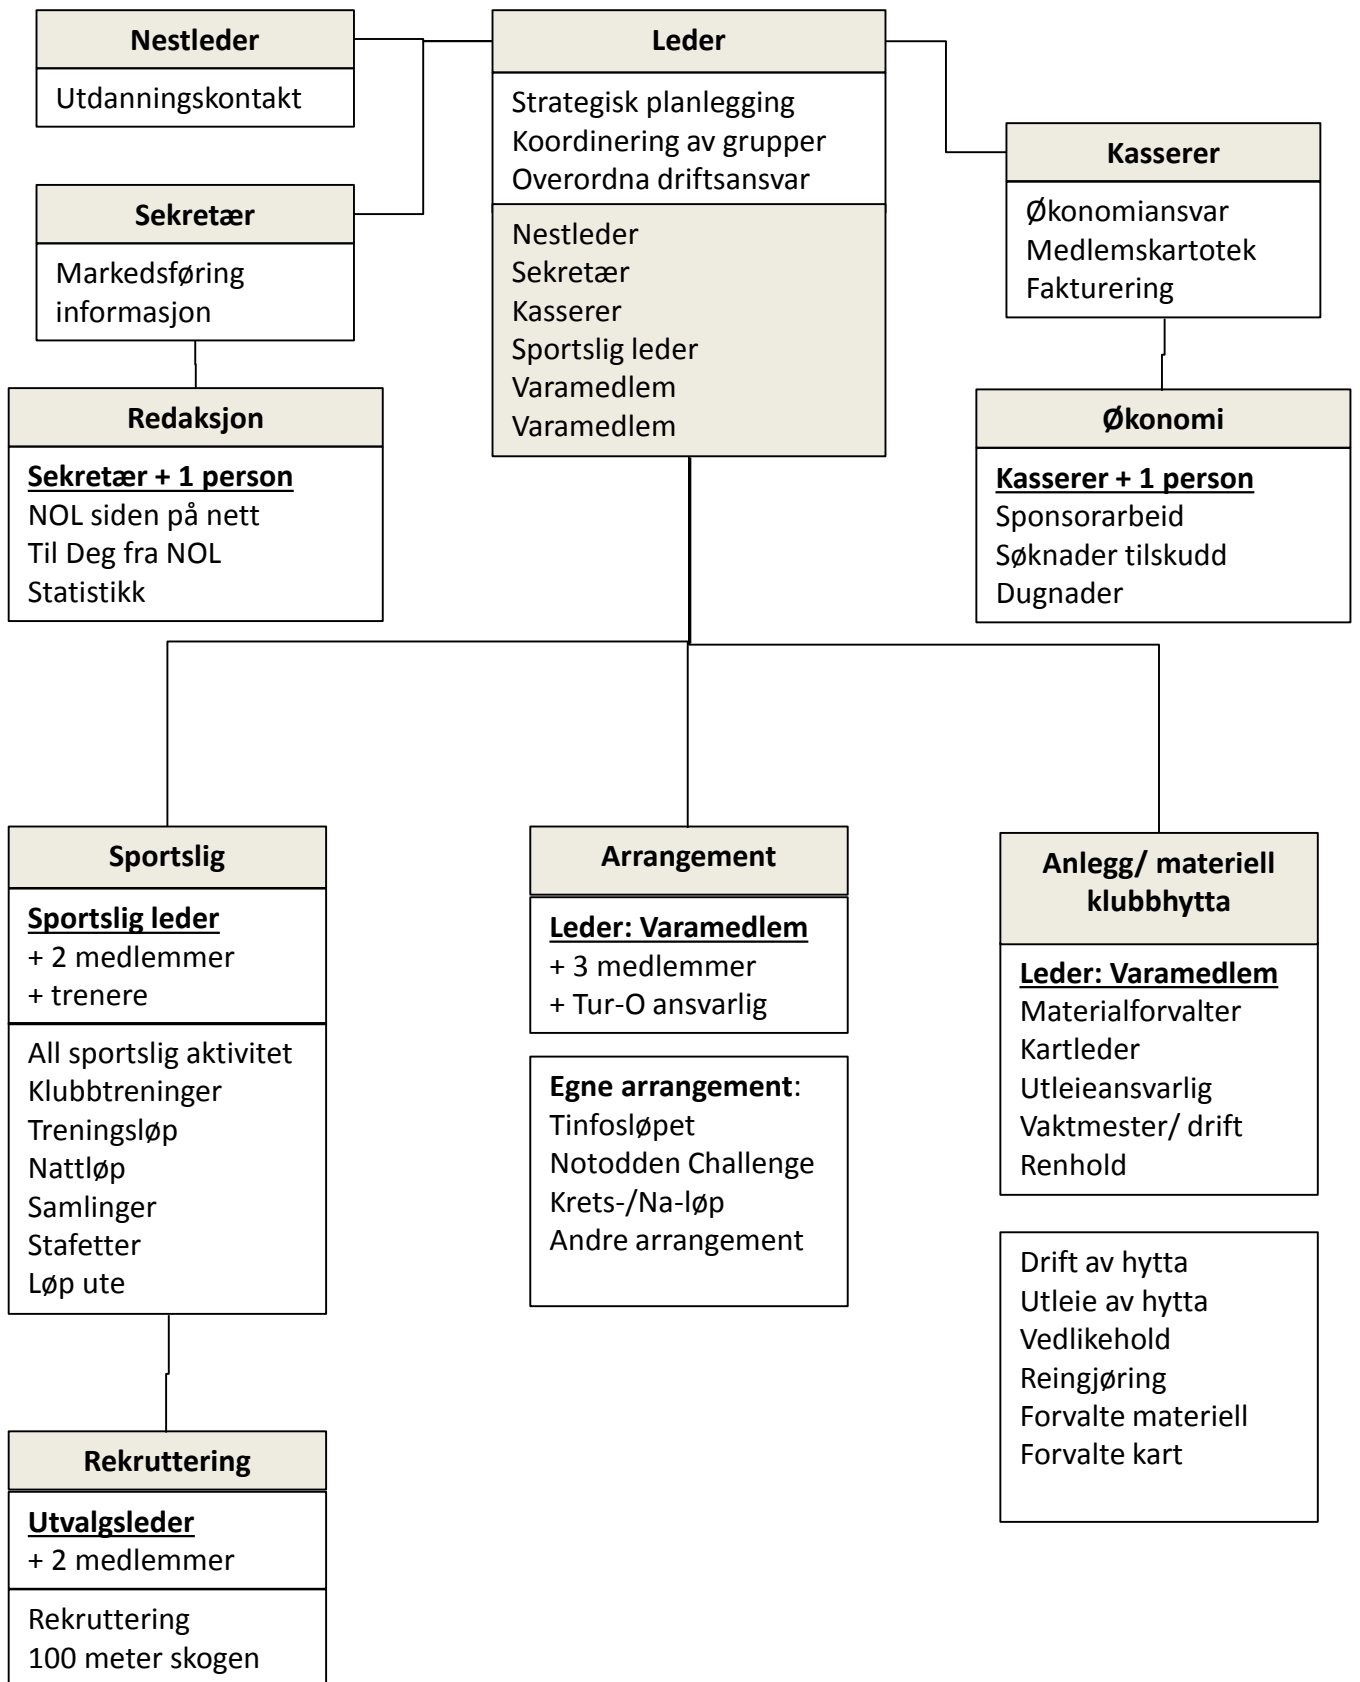 Nestleder
Utdanningskontakt
Leder
Strategisk planlegging
Koordinering av grupper
Overordna driftsansvar
Nestleder
Sekretær
Kasserer
Sportslig leder
Varamedlem
Varamedlem
Kasserer
Økonomiansvar
Medlemskartotek
Fakturering
Sekretær
Markedsføring
informasjon
Redaksjon
Sekretær + 1 person
NOL siden på nett
Til Deg fra NOL
Statistikk
Økonomi
Kasserer + 1 person
Sponsorarbeid
Søknader tilskudd
Dugnader
Sportslig
Sportslig leder
+ 2 medlemmer
+ trenere
All sportslig aktivitet
Klubbtreninger
Treningsløp
Nattløp
Samlinger
Stafetter
Løp ute
Arrangement
Leder: Varamedlem
+ 3 medlemmer
+ Tur-O ansvarlig
Egne arrangement:
Tinfosløpet
Notodden Challenge
Krets-/Na-løp
Andre arrangement
Anlegg/ materiell
klubbhytta
Leder: Varamedlem
Materialforvalter
Kartleder
Utleieansvarlig
Vaktmester/ drift
Renhold
Drift av hytta
Utleie av hytta
Vedlikehold
Reingjøring
Forvalte materiell
Forvalte kart
Rekruttering
Utvalgsleder
+ 2 medlemmer
Rekruttering
100 meter skogen